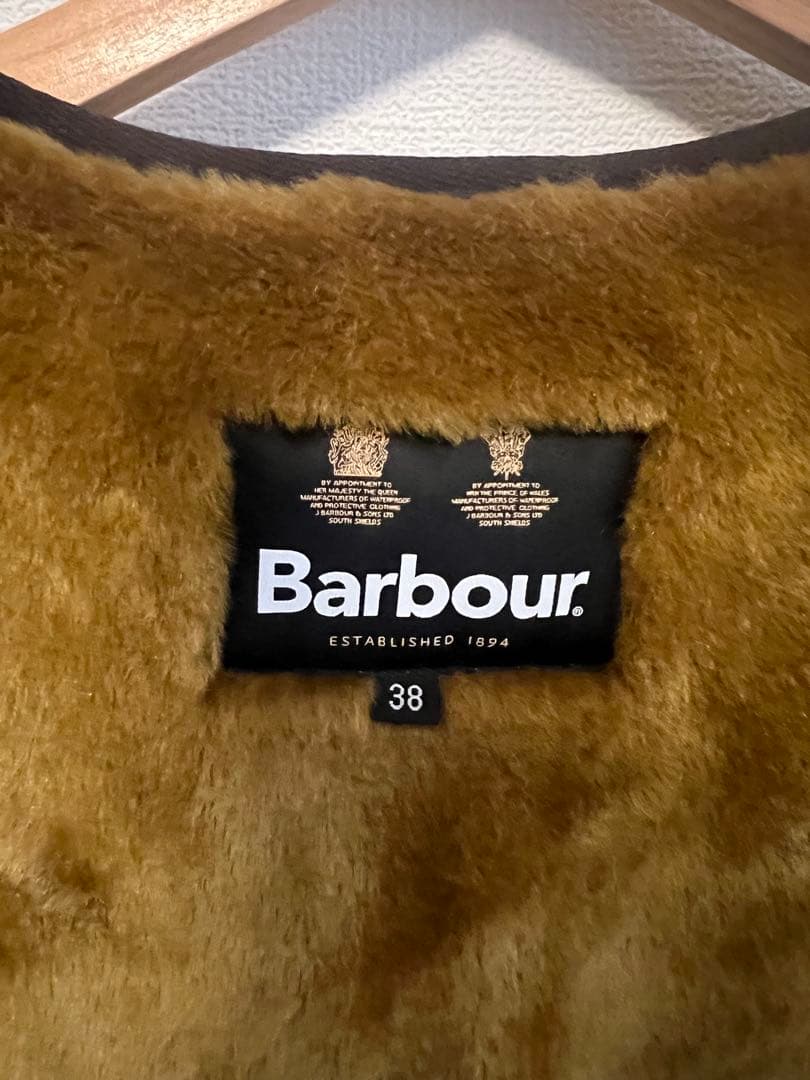 BY APPOINTMENT TO
HER MAJESTY THE QUEEN
MANUFACTURERS OF WATERPROOF
AND PROTECTIVE CLOTHING
J BARBOUR & SONS LTD
SOUTH SHIELDS
BY APPOINTMENT TO
HRH THE PRINCE OF WALES
MANUFACTURERS OF WATERPROOF
AND PROTECTIVE CLOTHING
J BARBOUR & SONS LTD
SOUTH SHIELDS
Barbour®
ESTABLISHED 1894
38